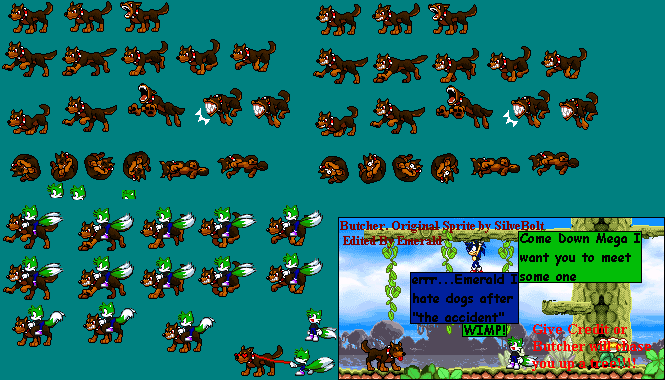 Butcher. Original Sprite by SilveBolt
Edited By Emerald
Come Down Mega I
want you to meet
some one
errr...Emerald I
hate dogs after
"the accident"
WIMP!
Give Credit or
Butcher will chase
you up a tree!!!